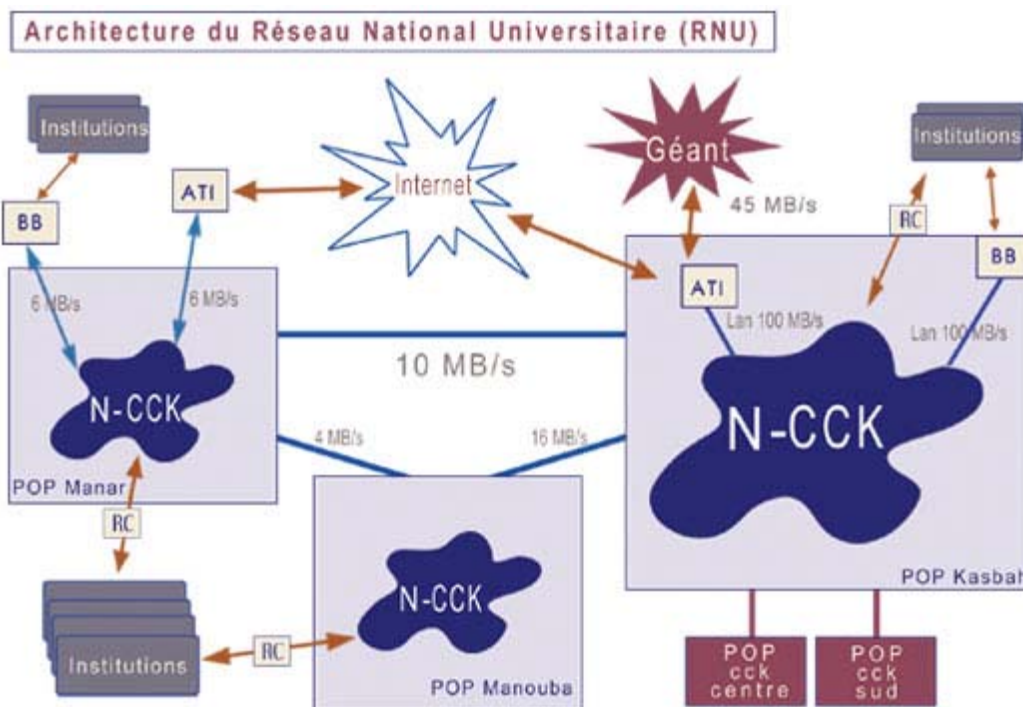 Architecture du Réseau National Universitaire (RNU)
Institutions
BB
ATI
Internet
Géant
45 MB/s
Institutions
RC
BB
6 MB/s
6 MB/s
ATI
Lan 100 MB/s
Lan 100 MB/s
10 MB/s
N-CCK
N-CCK
4 MB/s
16 MB/s
POP Manar
RC
POP Kasbah
N-CCK
Institutions
RC
POP Manouba
POP
cck
centre
POP
cck
sud